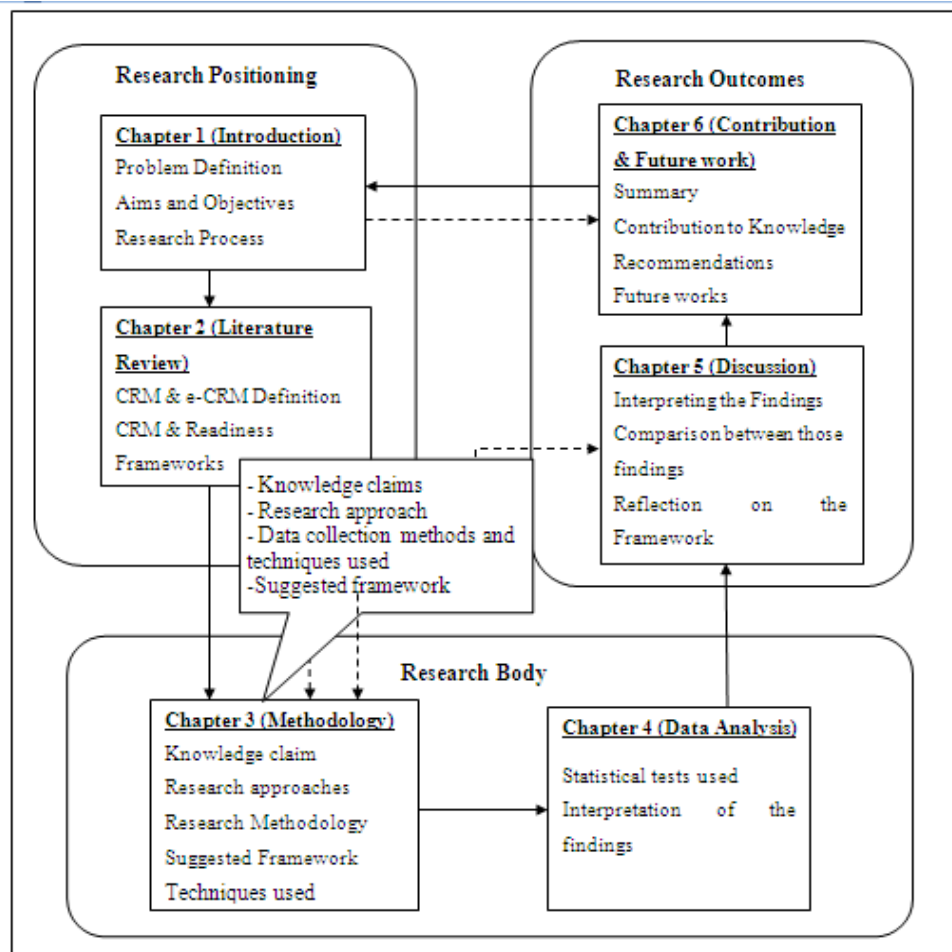 Research Positioning
Chapter 1 (Introduction)
Problem Definition
Aims and Objectives
Research Process
Chapter 2 (Literature
Review)
CRM & e-CRM Definition
CRM & Readiness
Frameworks
- Knowledge claims
- Research approach
- Data collection methods and
techniques used
-Suggested framework
Research Body
Chapter 3 (Methodology)
Knowledge claim
Research approaches
Research Methodology
Suggested Framework
Techniques used
Chapter 4 (Data Analysis)
Statistical tests used
Interpretation of the
findings
Research Outcomes
Chapter 6 (Contribution
& Future work)
Summary
Contribution to Knowledge
Recommendations
Future works
Chapter 5 (Discussion)
Interpreting the Findings
Comparison between those
findings
Reflection on the
Framework